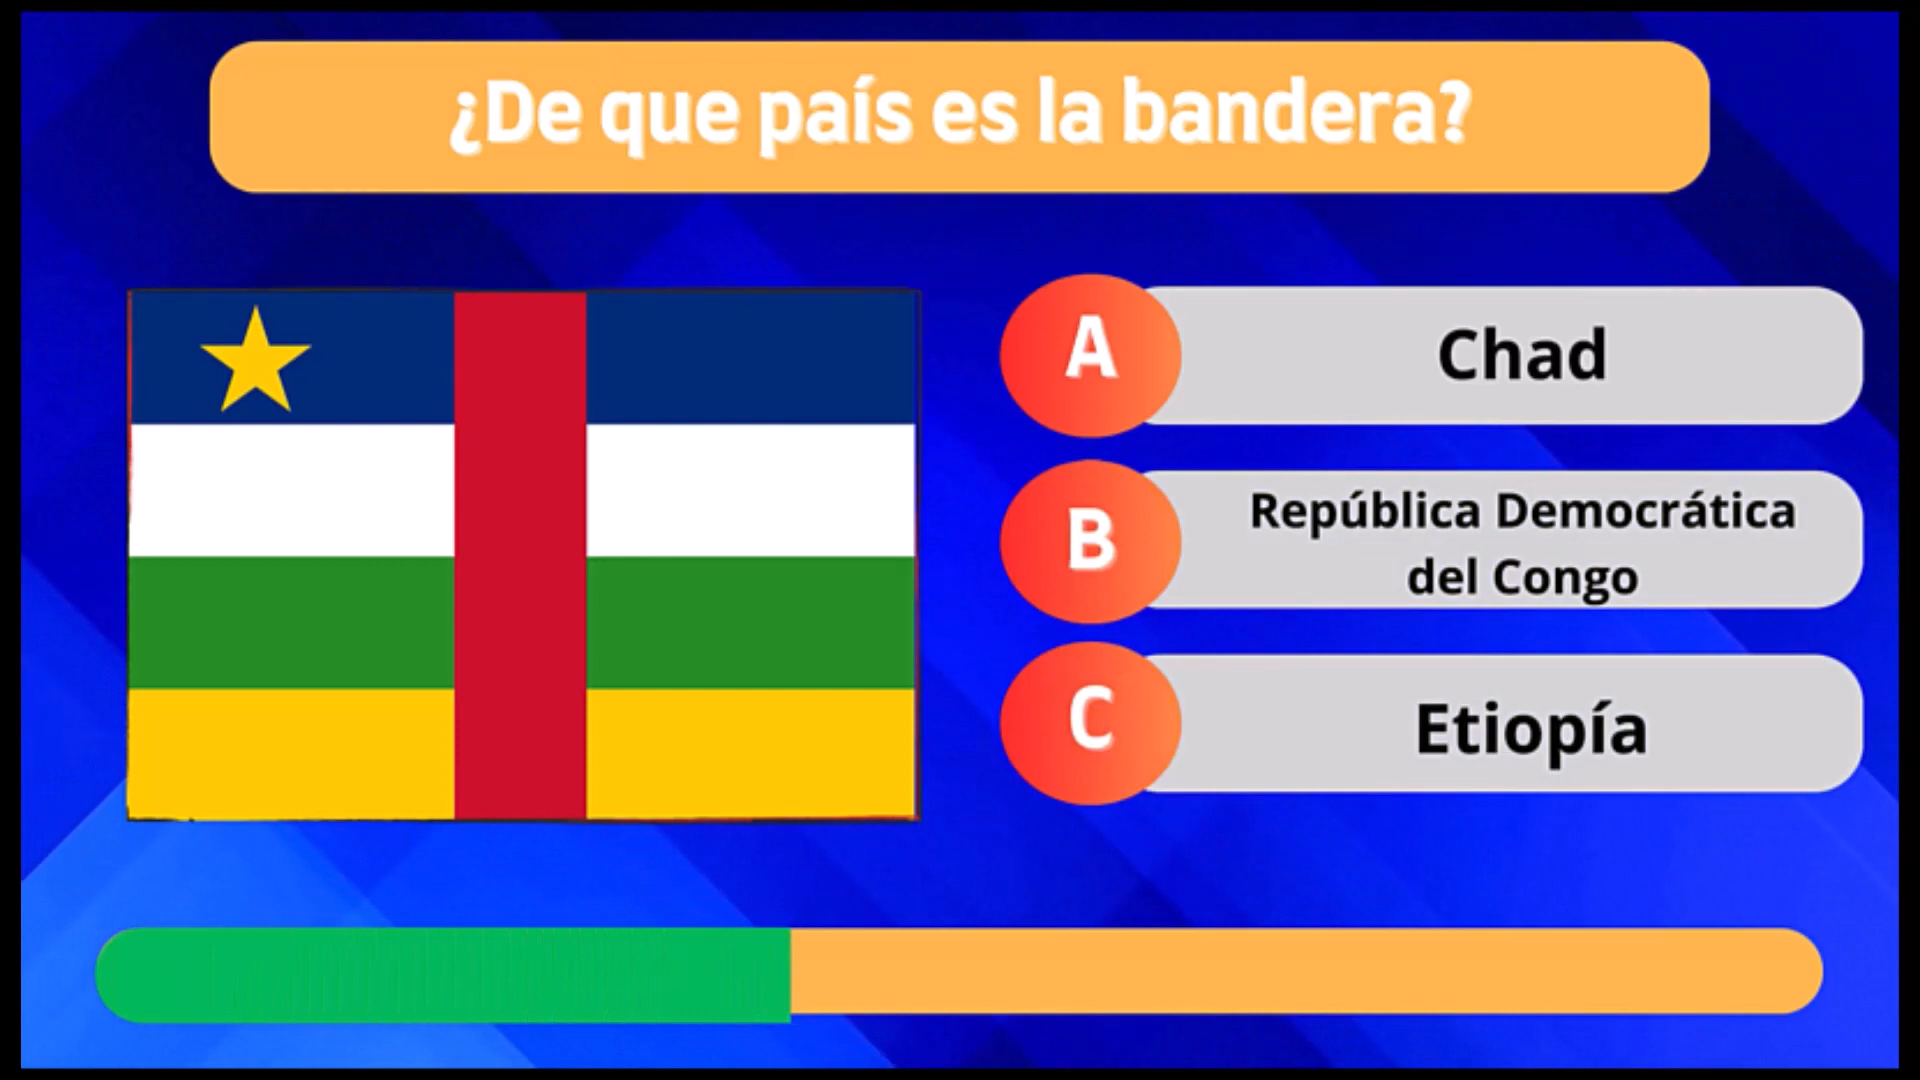 ¿De que país es la bandera?
A
Chad
B
República Democrática
del Congo
C
Etiopía